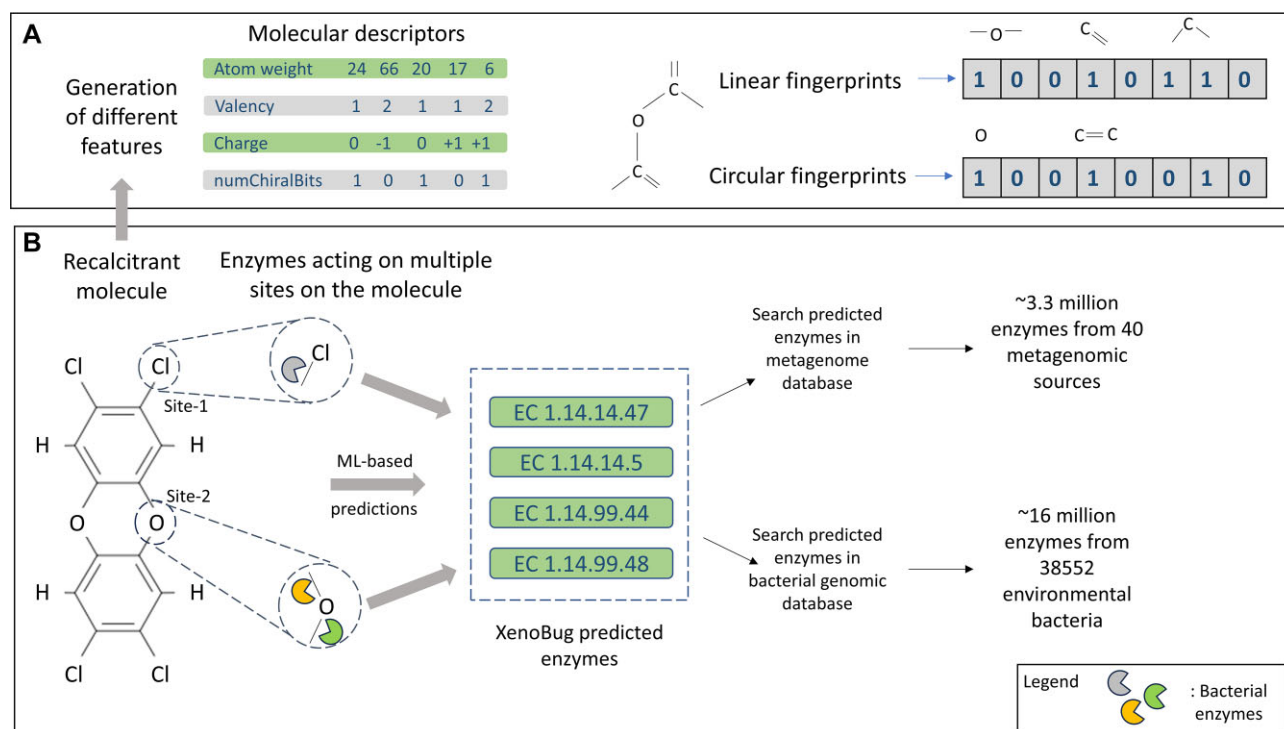 A
Generation
of different
features
Molecular descriptors
Atom weight 24 66 20 17 6
Valency 1 2 1 1 2
Charge 0 -1 0 +1 +1
numChiralBits 1 0 1 0 1
C
O
C
Linear fingerprints
O C C
1 0 0 1 0 1 1 0
Circular fingerprints
O C=C
1 0 0 1 0 0 1 0
B
Recalcitrant
molecule
Enzymes acting on multiple
sites on the molecule
Cl Cl
Site-1
H H
Site-2
O O
H H
Cl Cl
Cl
O
ML-based
predictions
EC 1.14.14.47
EC 1.14.14.5
EC 1.14.99.44
EC 1.14.99.48
XenoBug predicted
enzymes
Search predicted
enzymes in
metagenome
database
~3.3 million
enzymes from 40
metagenomic
sources
Search predicted
enzymes in
bacterial genomic
database
~16 million
enzymes from
38552
environmental
bacteria
Legend
: Bacterial
enzymes